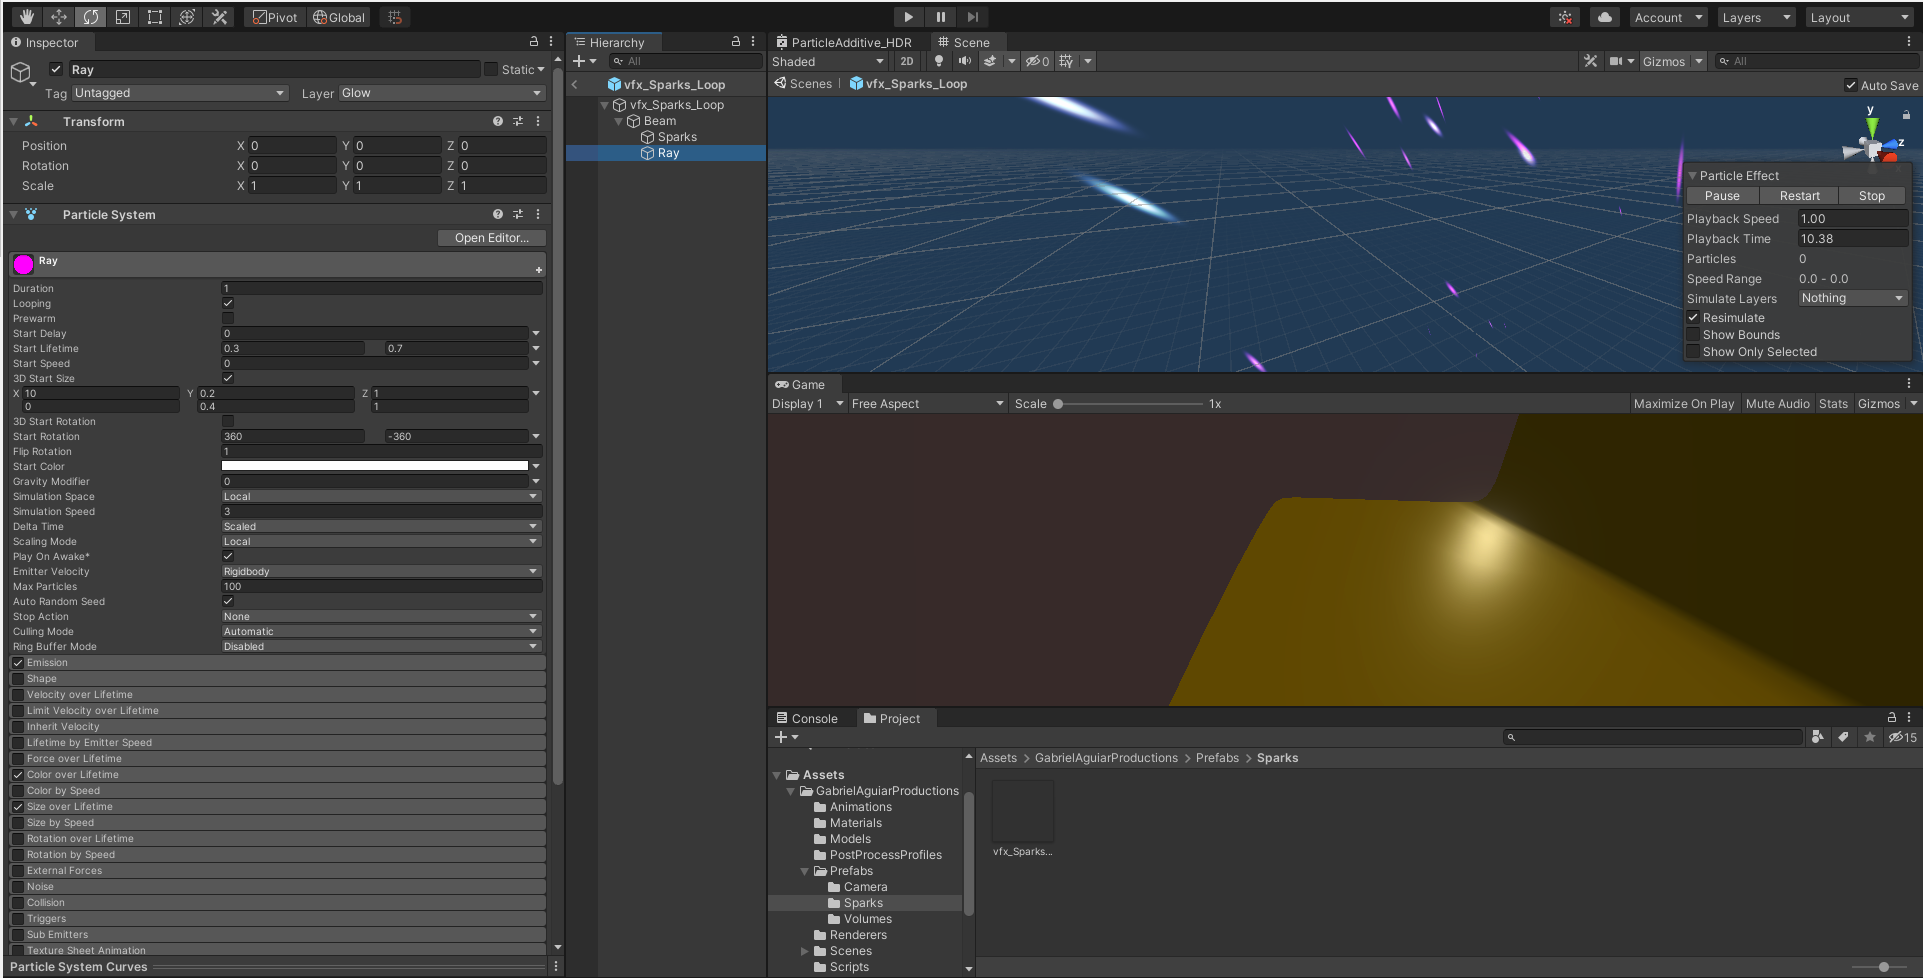 Pivot Global Account Layers Layout
Inspector
Ray Static
Tag Untagged Layer Glow
Transform
Position X 0 Y 0 Z 0
Rotation X 0 Y 0 Z 0
Scale X 1 Y 1 Z 1
Particle System
Open Editor...
Ray
Duration 1
Looping
Prewarm
Start Delay 0
Start Lifetime 0.3 0.7
Start Speed 0
3D Start Size
X 10 Y 0.2 Z 1
0 0.4 1
3D Start Rotation
Start Rotation 360 -360
Flip Rotation 1
Start Color
Gravity Modifier 0
Simulation Space Local
Simulation Speed 3
Delta Time Scaled
Scaling Mode Local
Play On Awake*
Emitter Velocity Rigidbody
Max Particles 100
Auto Random Seed
Stop Action None
Culling Mode Automatic
Ring Buffer Mode Disabled
Emission
Shape
Velocity over Lifetime
Limit Velocity over Lifetime
Inherit Velocity
Lifetime by Emitter Speed
Force over Lifetime
Color over Lifetime
Color by Speed
Size over Lifetime
Size by Speed
Rotation over Lifetime
Rotation by Speed
External Forces
Noise
Collision
Triggers
Sub Emitters
Texture Sheet Animation
Particle System Curves
Hierarchy
All
vfx_Sparks_Loop
vfx_Sparks_Loop
Beam
Sparks
Ray
ParticleAdditive_HDR Scene
Shaded 2D 0 Gizmos All
Scenes vfx_Sparks_Loop Auto Save
y
z
Particle Effect
Pause Restart Stop
Playback Speed 1.00
Playback Time 10.38
Particles 0
Speed Range 0.0 - 0.0
Simulate Layers Nothing
Resimulate
Show Bounds
Show Only Selected
Game
Display 1 Free Aspect Scale 1x Maximize On Play Mute Audio Stats Gizmos
Console Project
15
Assets
GabrielAguiarProductions
Animations
Materials
Models
PostProcessProfiles
Prefabs
Camera
Sparks
Volumes
Renderers
Scenes
Scripts
Assets > GabrielAguiarProductions > Prefabs > Sparks
vfx_Sparks...